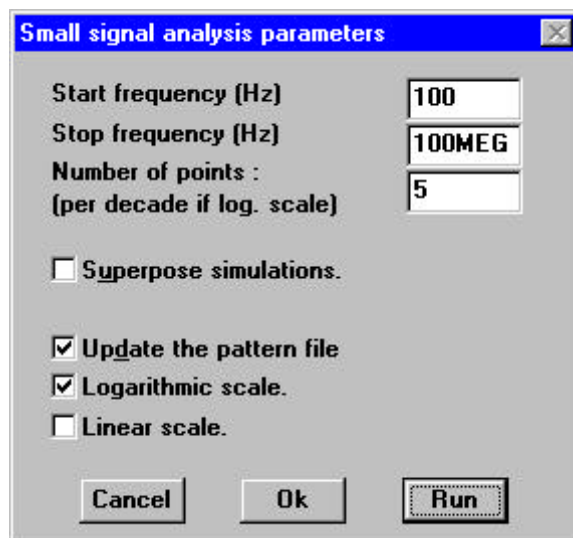 Small signal analysis parameters
Start frequency (Hz) 100
Stop frequency (Hz) 100MEG
Number of points :
(per decade if log. scale) 5
Superpose simulations.
Update the pattern file
Logarithmic scale.
Linear scale.
Cancel Ok Run